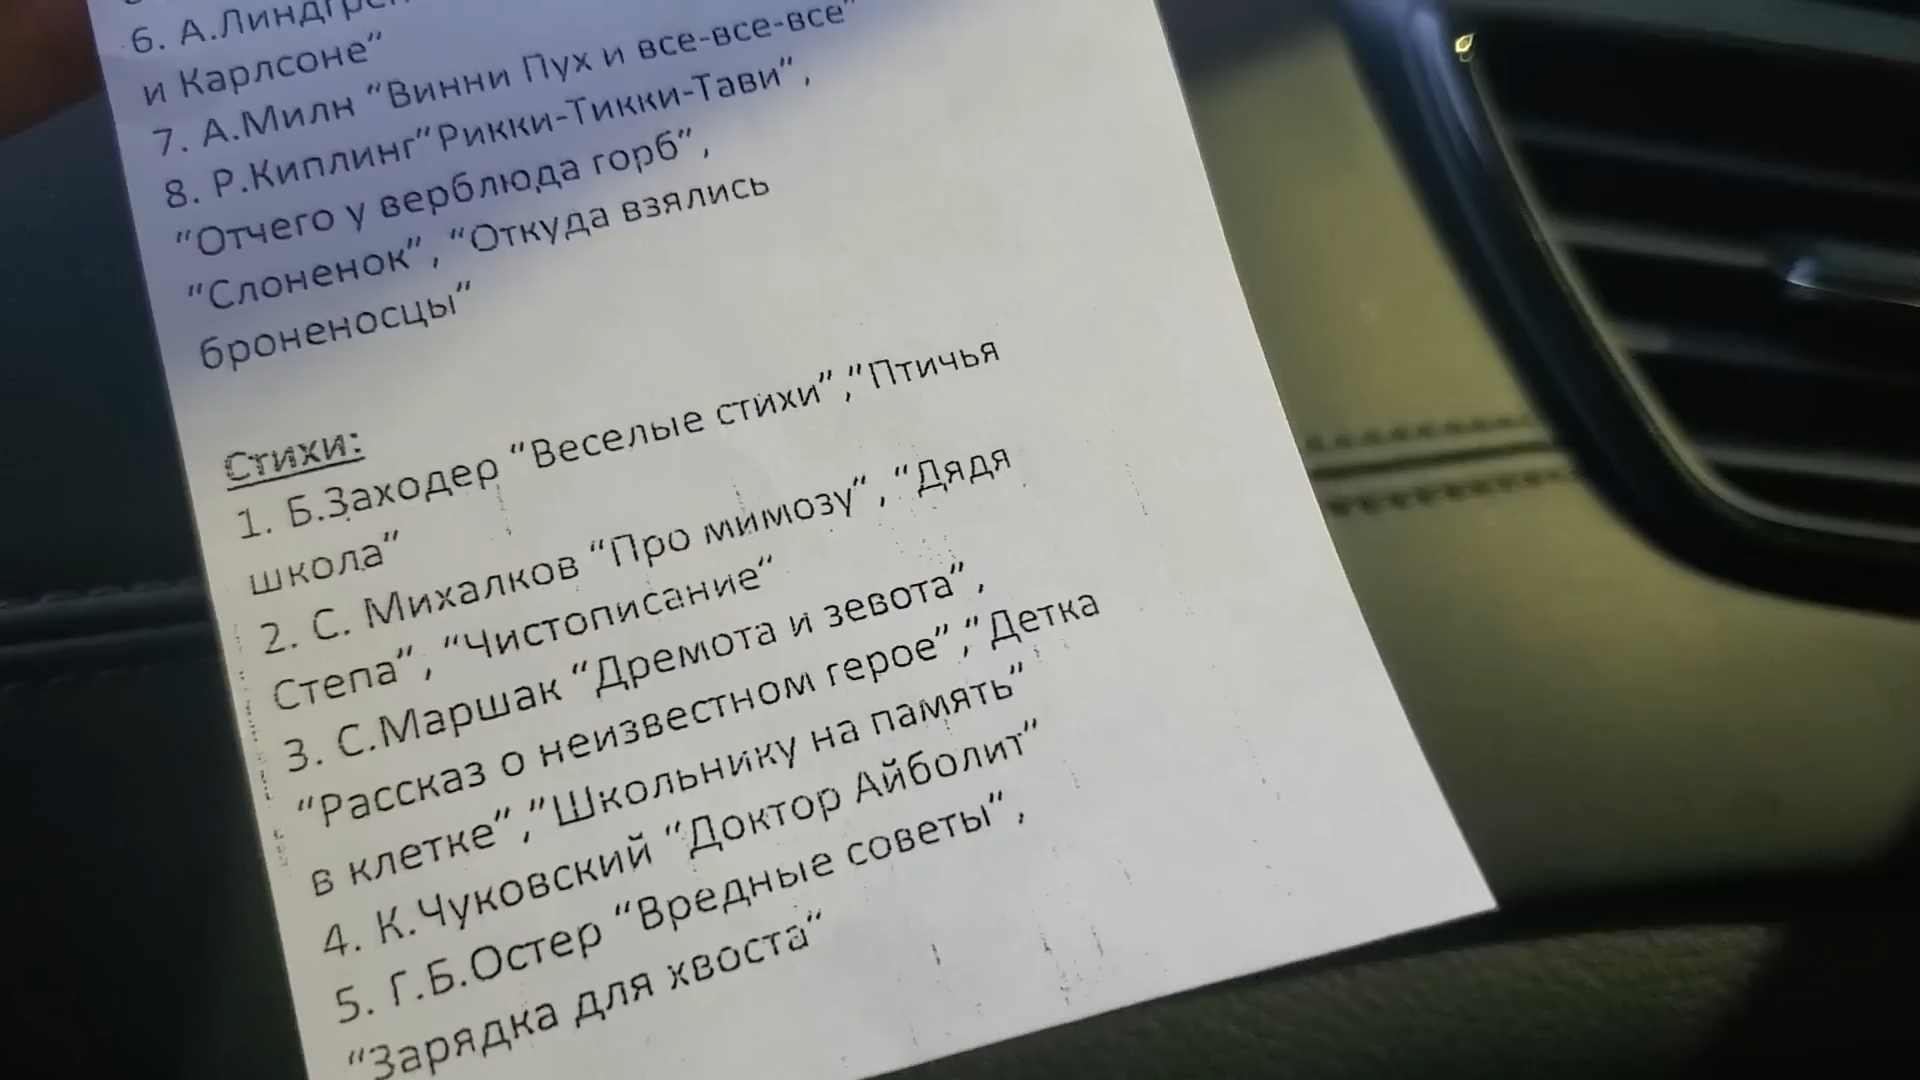 6. А.Линдгрен
и Карлсоне”
7. А.Милн “Винни Пух и все-все-все”
8. Р.Киплинг”Рикки-Тикки-Тави”,
“Отчего у верблюда горб”,
“Слоненок”, “Откуда взялись
броненосцы”
Стихи:
1. Б.Заходер “Веселые стихи”,”Птичья
школа”
2. С. Михалков “Про мимозу”, “Дядя
Степа”, “Чистописание”
3. С.Маршак “Дремота и зевота”,
“Рассказ о неизвестном герое”,”Детка
в клетке”,”Школьнику на память”
4. К.Чуковский “Доктор Айболит”
5. Г.Б.Остер “Вредные советы”,
“Зарядка для хвоста”